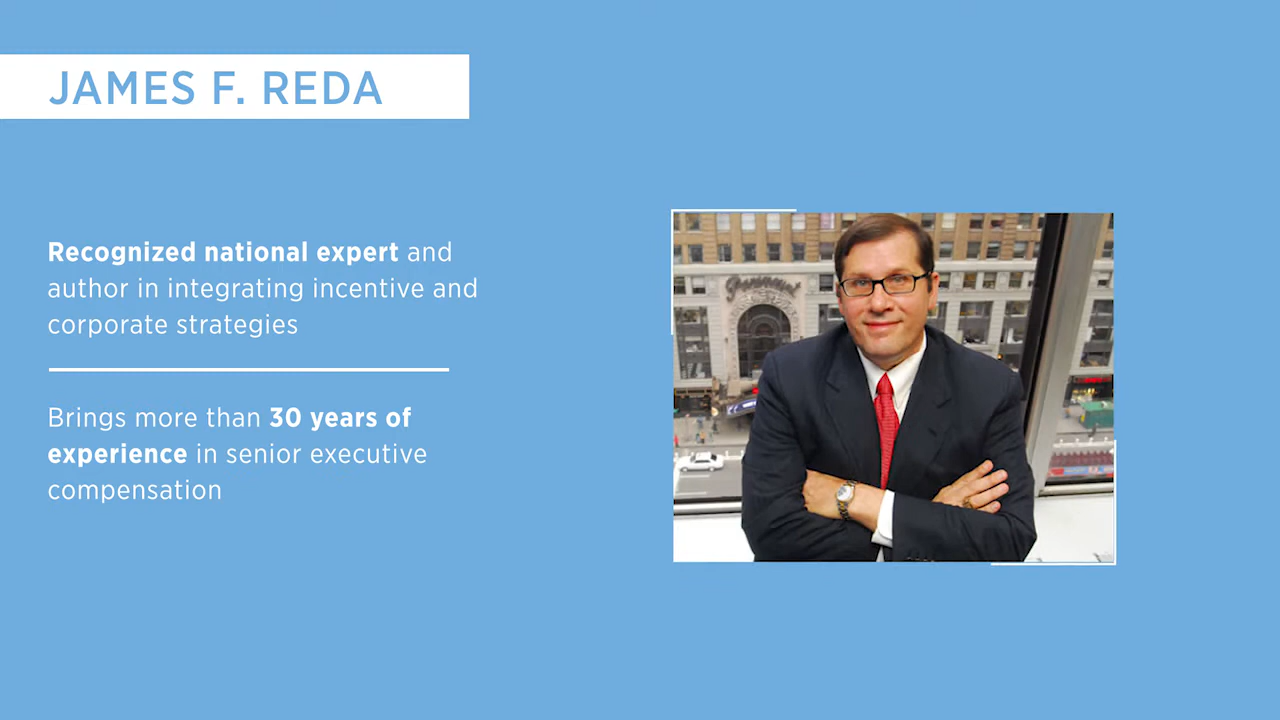 JAMES F. REDA
Recognized national expert and
author in integrating incentive and
corporate strategies
Brings more than 30 years of
experience in senior executive
compensation
Paramount